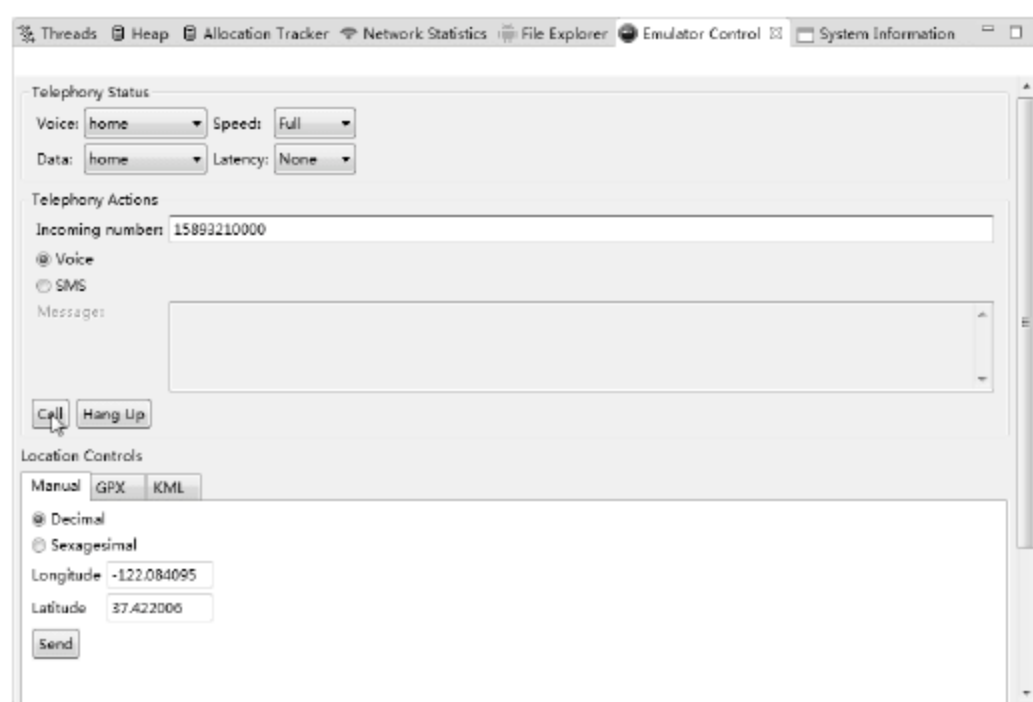 Threads Heap Allocation Tracker Network Statistics File Explorer Emulator Control System Information
Telephony Status
Voice: home Speed: Full
Data: home Latency: None
Telephony Actions
Incoming number: 15893210000
Voice
SMS
Message:
Call Hang Up
Location Controls
Manual GPX KML
Decimal
Sexagesimal
Longitude -122.084095
Latitude 37.422006
Send